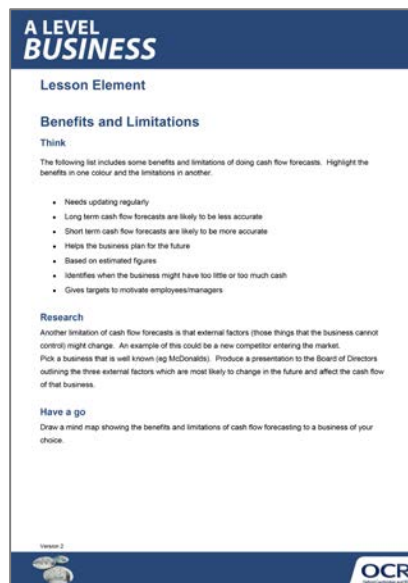 A LEVEL
BUSINESS
Lesson Element
Benefits and Limitations
Think
The following list includes some benefits and limitations of doing cash flow forecasts. Highlight the
benefits in one colour and the limitations in another.
• Needs updating regularly
• Long term cash flow forecasts are likely to be less accurate
• Short term cash flow forecasts are likely to be more accurate
• Helps the business plan for the future
• Based on estimated figures
• Identifies when the business might have too little or too much cash
• Gives targets to motivate employees/managers
Research
Another limitation of cash flow forecasts is that external factors (those things that the business cannot
control) might change. An example of this could be a new competitor entering the market.
Pick a business that is well known (eg McDonalds). Produce a presentation to the Board of Directors
outlining the three external factors which are most likely to change in the future and affect the cash flow
of that business.
Have a go
Draw a mind map showing the benefits and limitations of cash flow forecasting to a business of your
choice.
Version 2
OCR